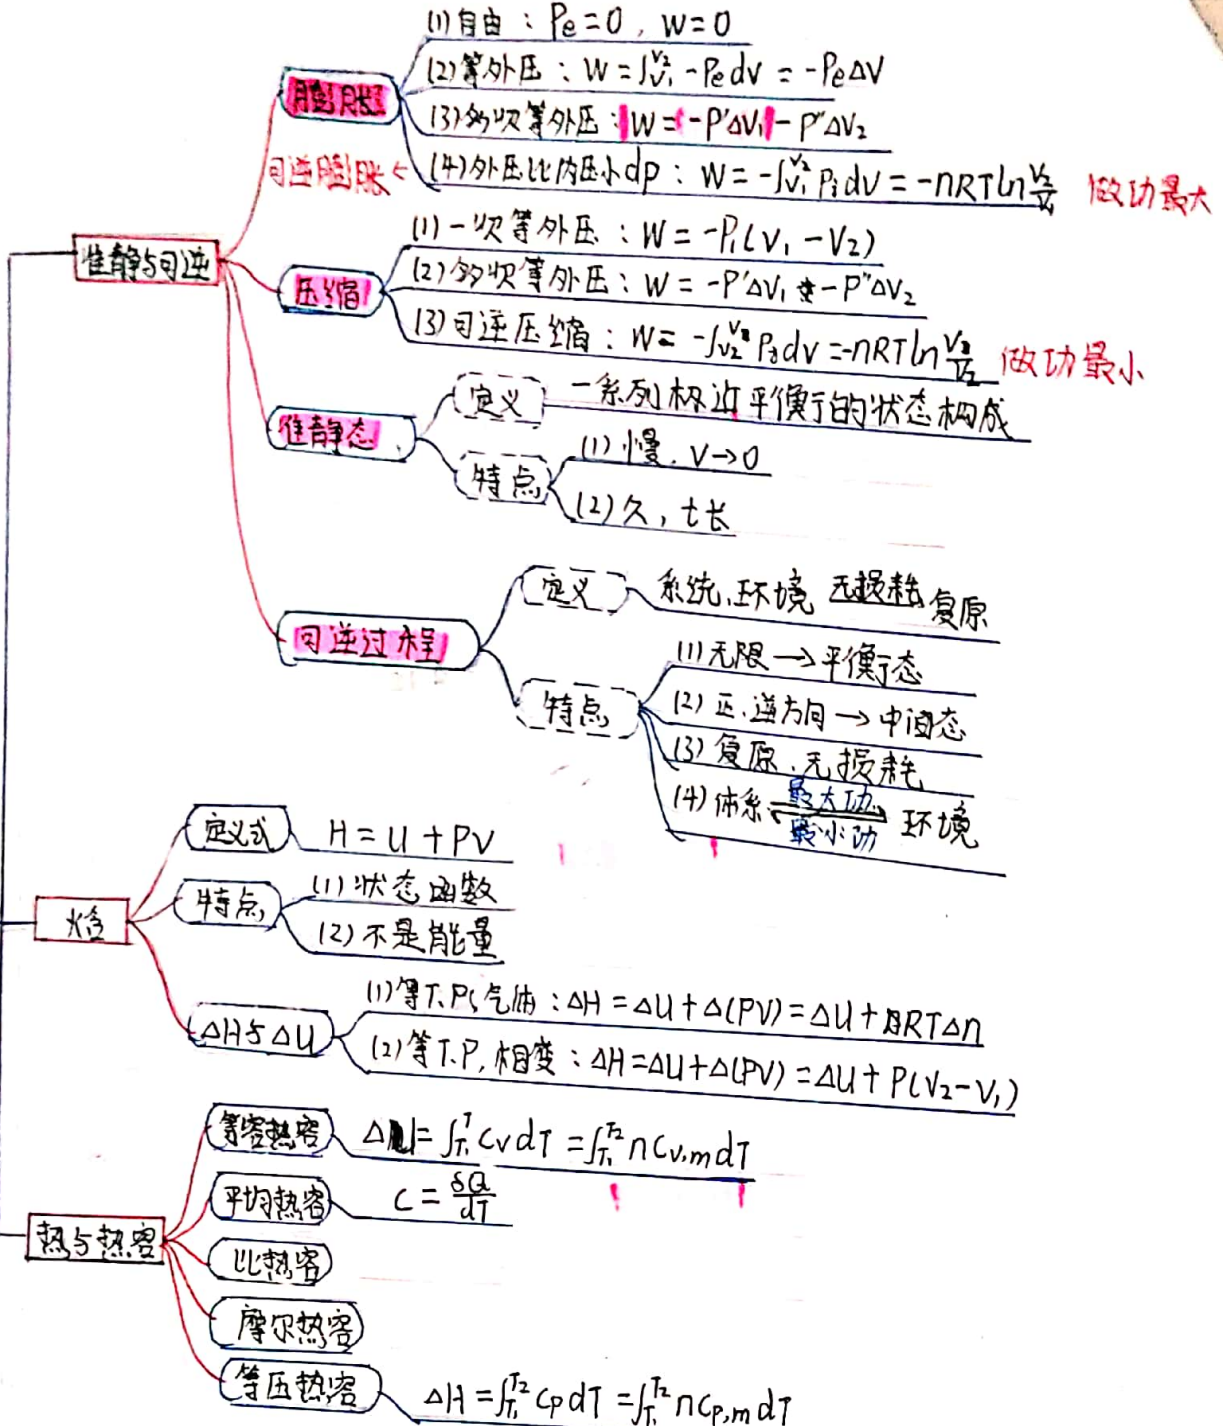 (1)自由：Pe=0，W=0
膨胀
(2)等外压：W=∫V₁V₂ -Pedv = -PeΔV
(3)多次等外压：W= -P'ΔV₁ - P"ΔV₂
可逆膨胀
(4)外压比内压小dp：W=-∫V₁V₂ Pidv=-nRTln V₂/V₁ 做功最大
准静与可逆
(1)一次等外压：W=-P₁(V₁-V₂)
压缩
(2)多次等外压：W=-P'ΔV₁ -P"ΔV₂
(3)可逆压缩：W= -∫ Pidv=-nRTln 做功最小
准静态
定义 一系列极近平衡的状态构成
特点
(1)慢. V→0
(2)久，t长
可逆过程
定义 系统、环境 无损耗 复原
特点
(1)无限→平衡态
(2)正.逆方向→中间态
(3)复原.无损耗
(4)体系 最大功 最小功 环境
焓
定义式 H=U+PV
特点
(1)状态函数
(2)不是能量
ΔH与ΔU
(1)等T.P,气体：ΔH=ΔU+Δ(PV)=ΔU+RTΔn
(2)等T.P,相变：ΔH=ΔU+Δ(PV)=ΔU+P(V₂-V₁)
热与热容
等容热容 ΔU=∫T₁T CvdT=∫T₁T₂ nCv,mdT
平均热容 C=δQ/dT
比热容
摩尔热容
等压热容 ΔH=∫T₁T₂ CpdT=∫T₁T₂ nCp,mdT